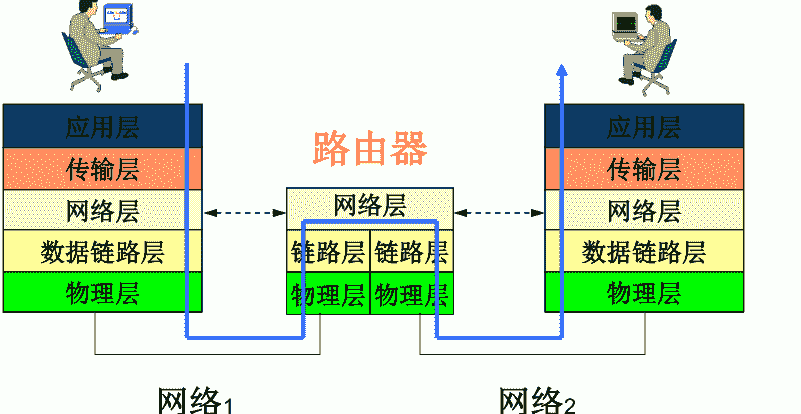 路由器
应用层
传输层
网络层
数据链路层
物理层
网络层
链路层 链路层
物理层 物理层
应用层
传输层
网络层
数据链路层
物理层
网络1
网络2